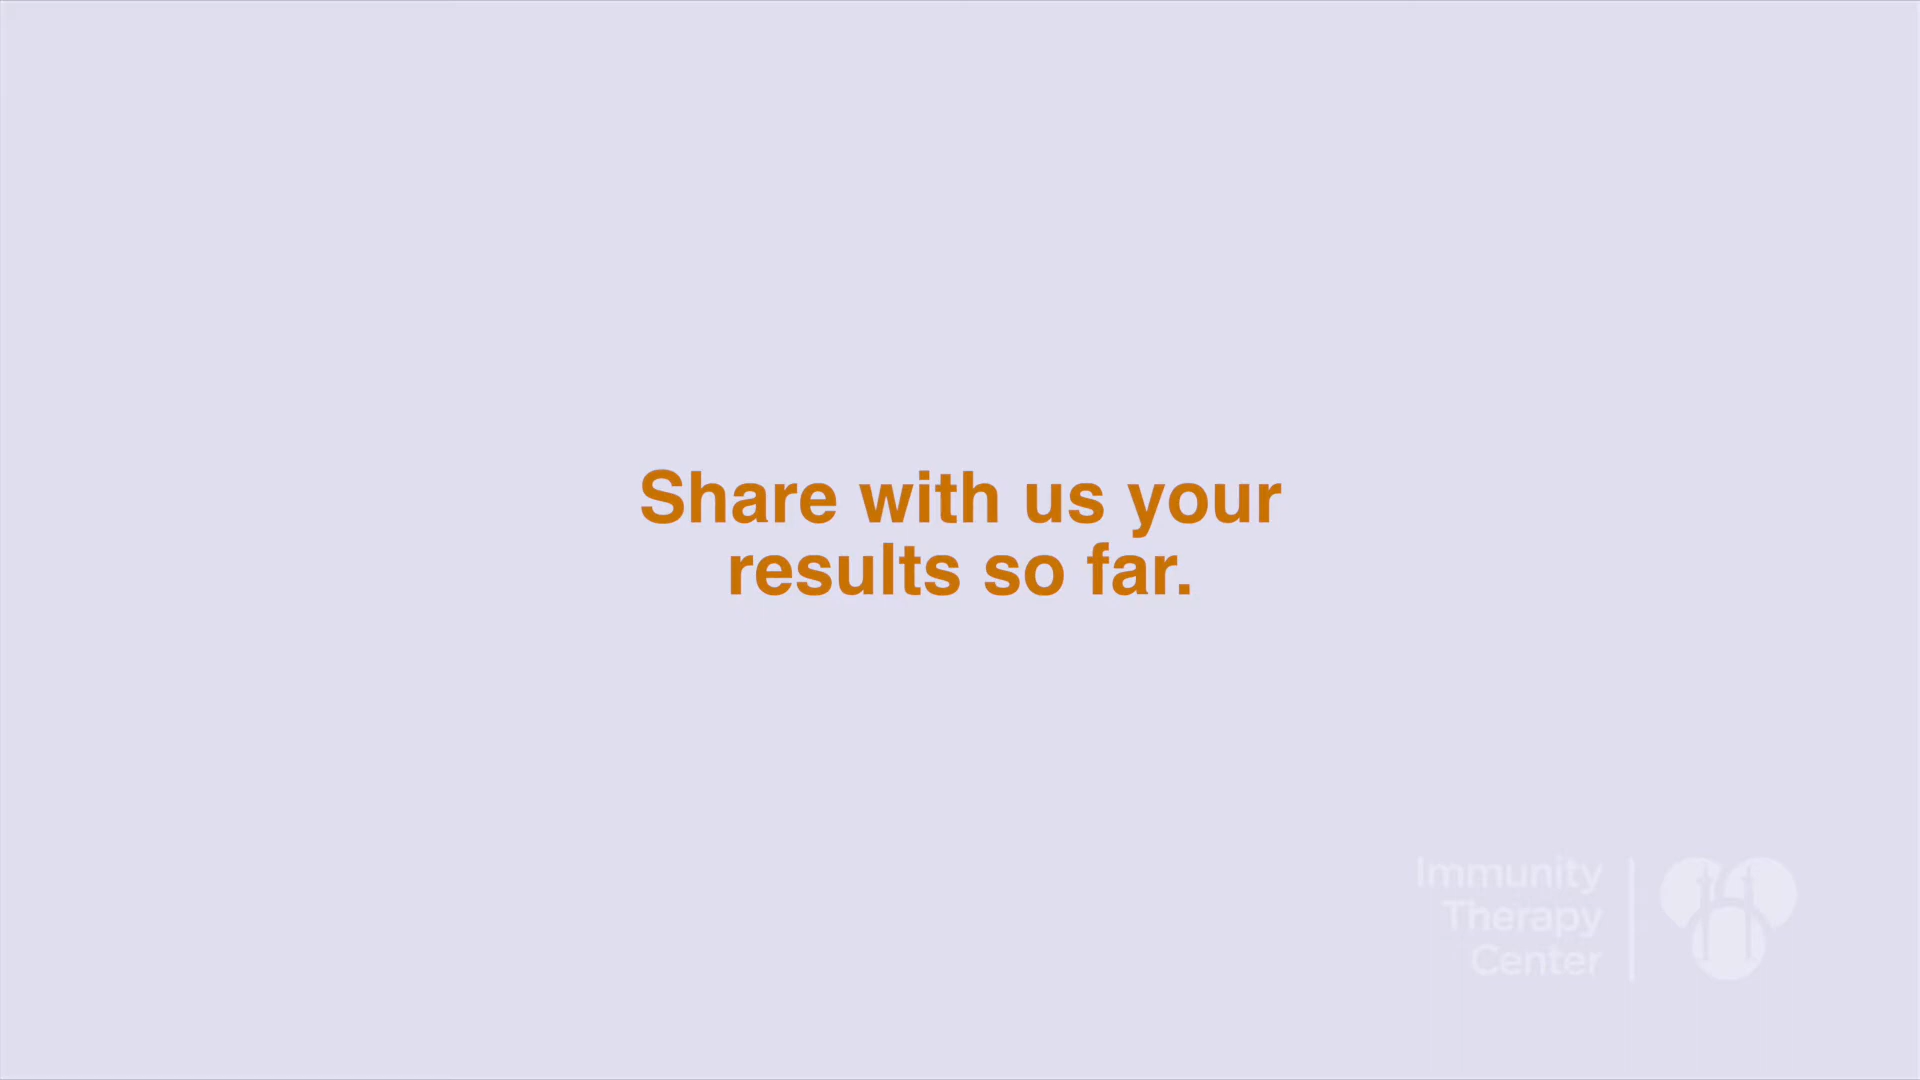 Share with us your
results so far.
Immunity
Therapy
Center